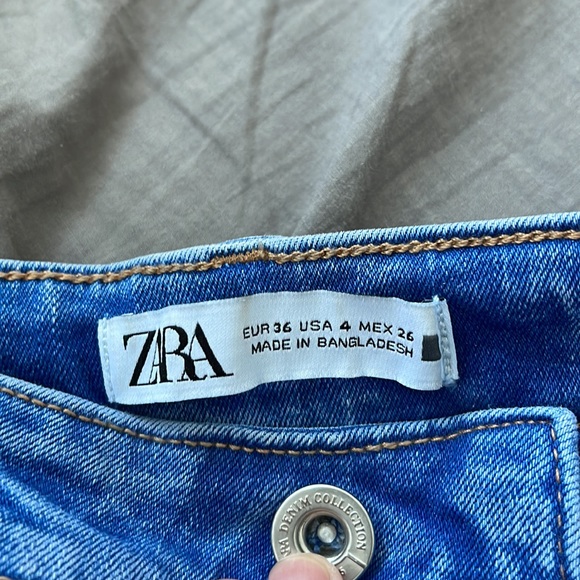 ZARA
EUR 36 USA 4 MEX 26
MADE IN BANGLADESH
DENIM COLLECTION